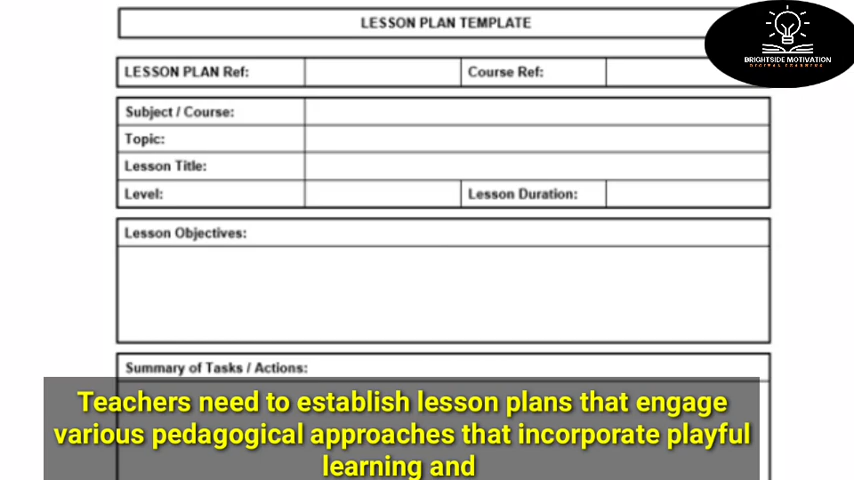 LESSON PLAN TEMPLATE
LESSON PLAN Ref: Course Ref:
Subject / Course:
Topic:
Lesson Title:
Level: Lesson Duration:
Lesson Objectives:
Summary of Tasks / Actions:
BRIGHTSIDE MOTIVATION
DIGITAL LEARNING
Teachers need to establish lesson plans that engage
various pedagogical approaches that incorporate playful
learning and